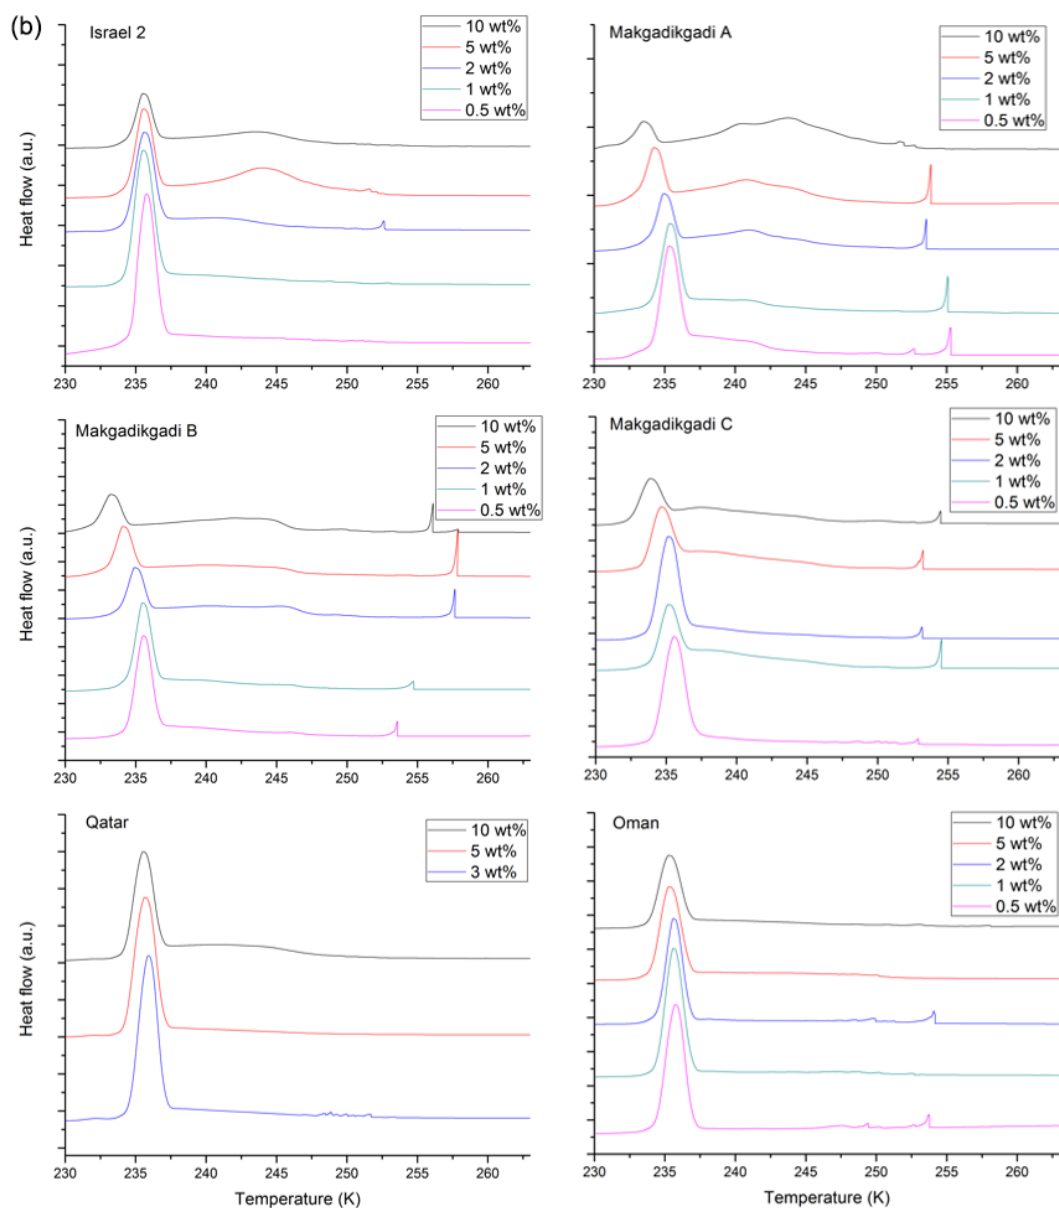 (b)
Israel 2
10 wt%
5 wt%
2 wt%
1 wt%
0.5 wt%
Heat flow (a.u.)
230 235 240 245 250 255 260
Makgadikgadi A
10 wt%
5 wt%
2 wt%
1 wt%
0.5 wt%
230 235 240 245 250 255 260
Makgadikgadi B
10 wt%
5 wt%
2 wt%
1 wt%
0.5 wt%
Heat flow (a.u.)
230 235 240 245 250 255 260
Makgadikgadi C
10 wt%
5 wt%
2 wt%
1 wt%
0.5 wt%
230 235 240 245 250 255 260
Qatar
10 wt%
5 wt%
3 wt%
Heat flow (a.u.)
230 235 240 245 250 255 260
Temperature (K)
Oman
10 wt%
5 wt%
2 wt%
1 wt%
0.5 wt%
230 235 240 245 250 255 260
Temperature (K)